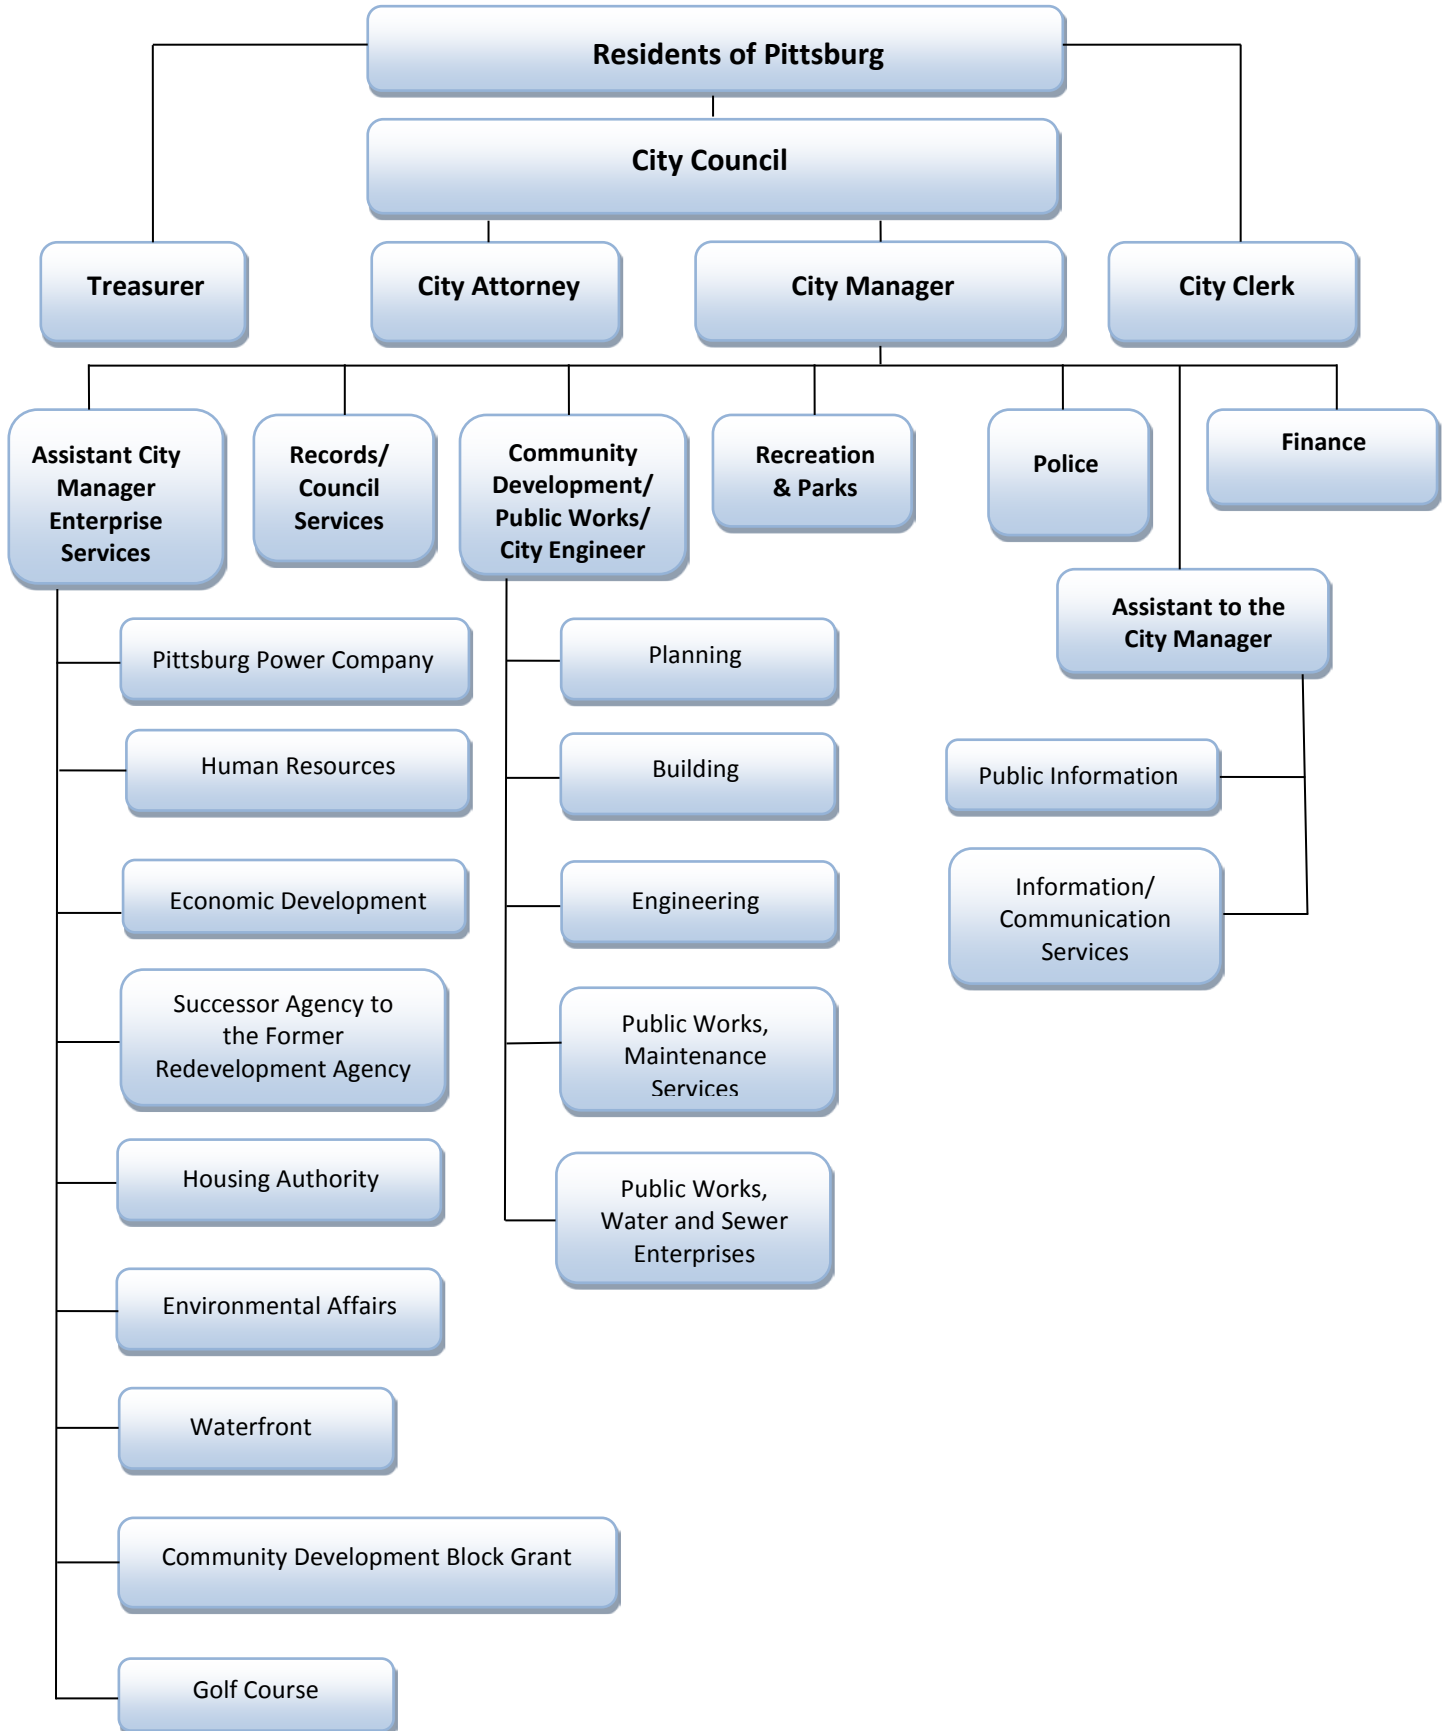 Residents of Pittsburg
City Council
Treasurer
City Attorney
City Manager
City Clerk
Assistant City
Manager
Enterprise
Services
Records/
Council
Services
Community
Development/
Public Works/
City Engineer
Recreation
& Parks
Police
Finance
Assistant to the
City Manager
Pittsburg Power Company
Human Resources
Economic Development
Successor Agency to
the Former
Redevelopment Agency
Housing Authority
Environmental Affairs
Waterfront
Community Development Block Grant
Golf Course
Planning
Building
Engineering
Public Works,
Maintenance
Services
Public Works,
Water and Sewer
Enterprises
Public Information
Information/
Communication
Services